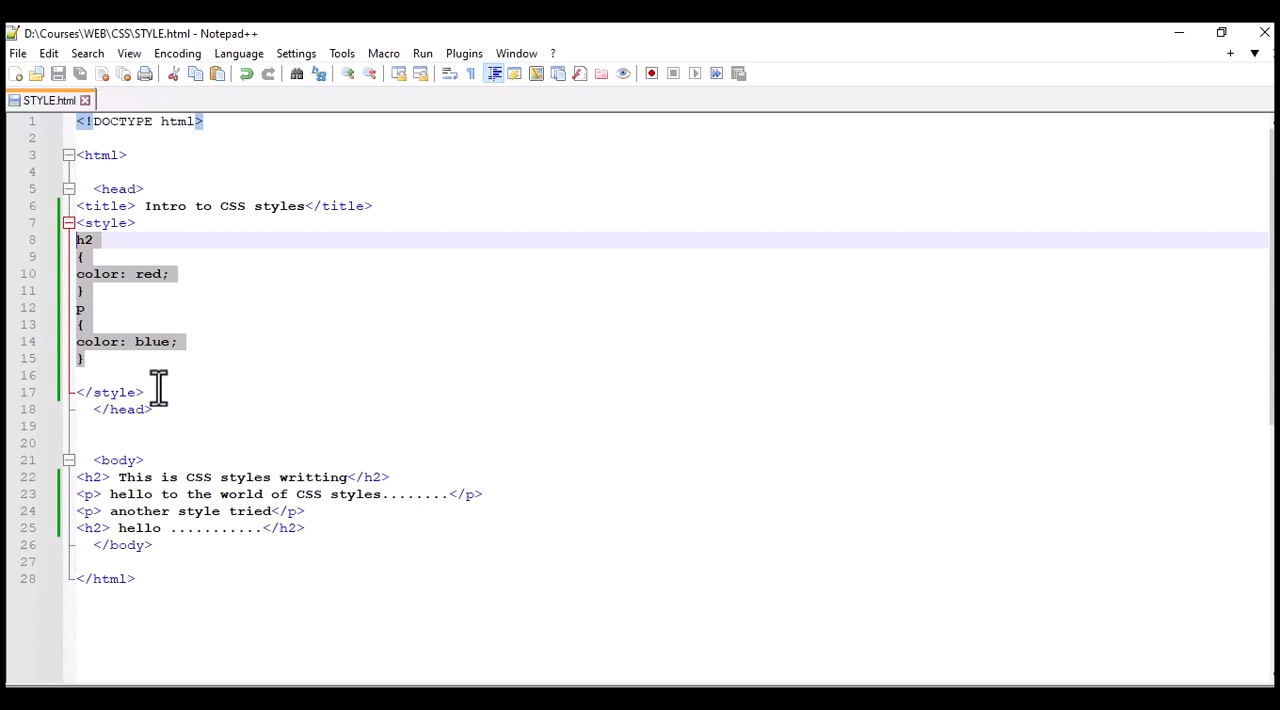 D:\Courses\WEB\CSS\STYLE.html - Notepad++
File Edit Search View Encoding Language Settings Tools Macro Run Plugins Window ?
STYLE.html
1 <!DOCTYPE html>
2
3 <html>
4
5 <head>
6 <title> Intro to CSS styles</title>
7 <style>
8 h2
9 {
10 color: red;
11 }
12 p
13 {
14 color: blue;
15 }
16
17 </style>
18 </head>
19
20
21 <body>
22 <h2> This is CSS styles writting</h2>
23 <p> hello to the world of CSS styles........</p>
24 <p> another style tried</p>
25 <h2> hello ...........</h2>
26 </body>
27
28 </html>